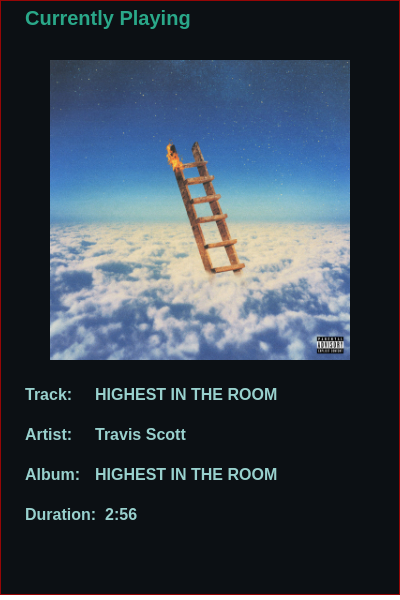 Currently Playing
PARENTAL
ADVISORY
EXPLICIT CONTENT
Track: HIGHEST IN THE ROOM
Artist: Travis Scott
Album: HIGHEST IN THE ROOM
Duration: 2:56